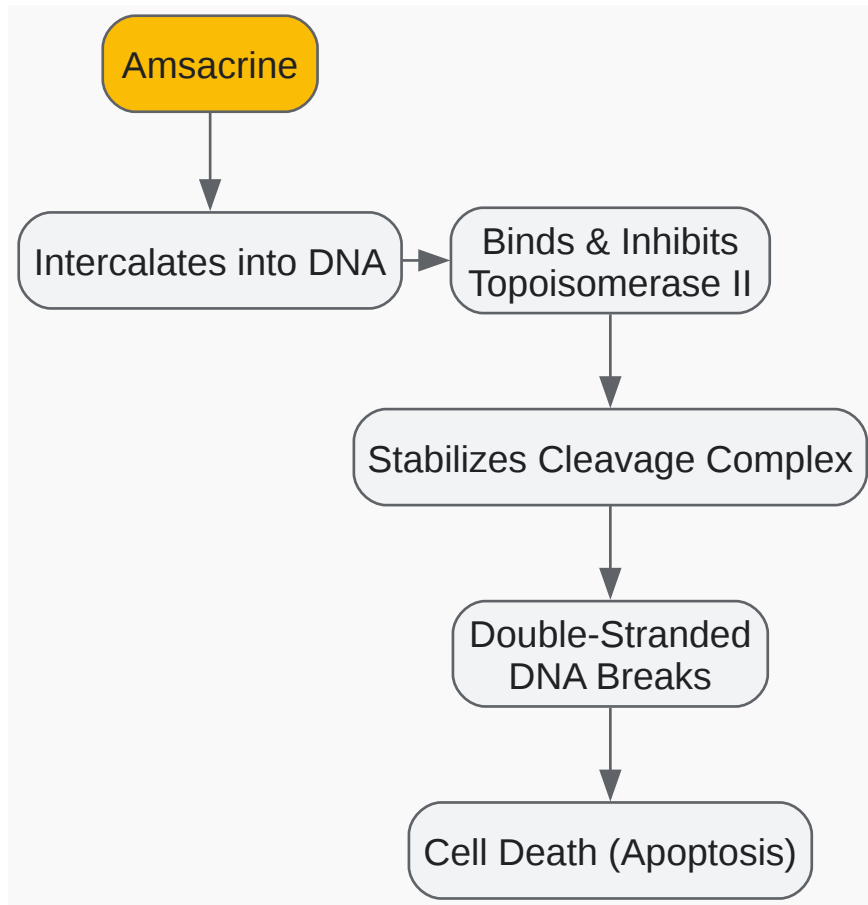 Amsacrine
Intercalates into DNA
Binds & Inhibits
Topoisomerase II
Stabilizes Cleavage Complex
Double-Stranded
DNA Breaks
Cell Death (Apoptosis)